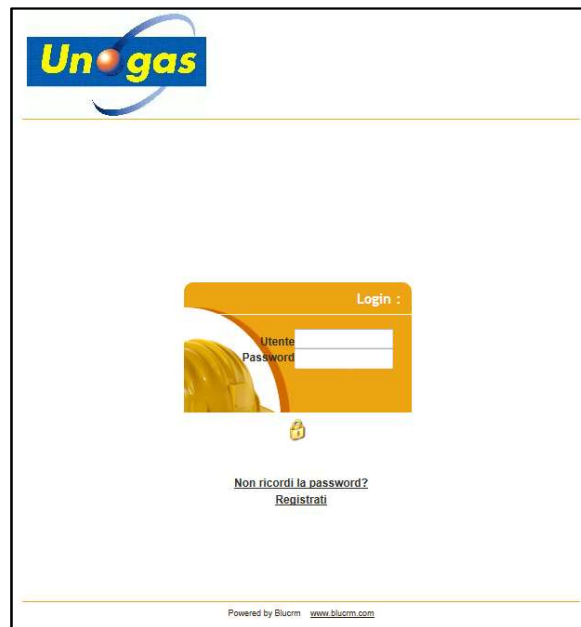 Unogas
Login :
Utente
Password
Non ricordi la password?
Registrati
Powered by Blucrm www.blucrm.com